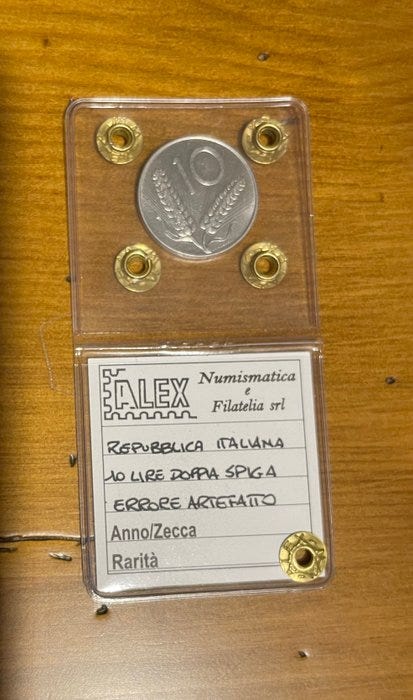 10
ALEX
Numismatica
e
Filatelia srl
REPUBBLICA ITALIANA
10 LIRE DOPPIA SPIGA
ERRORE ARTEFATTO
Anno/Zecca
Rarità